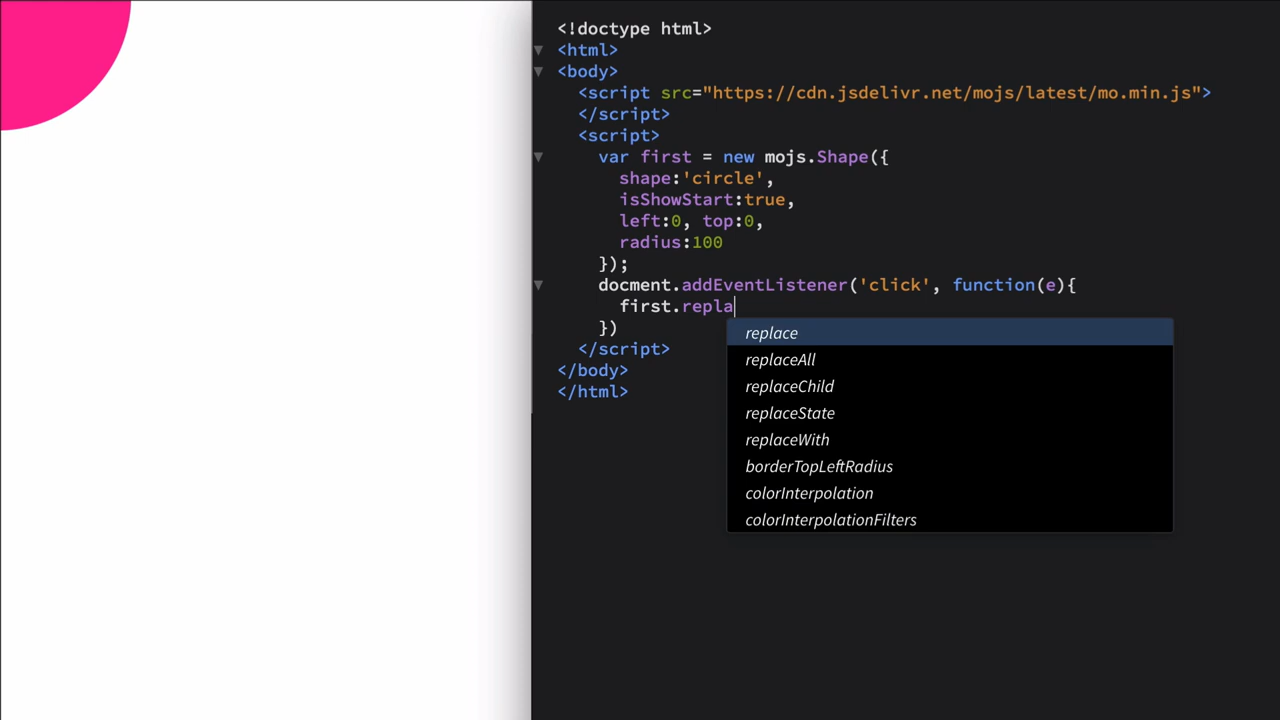 <!doctype html>
<html>
<body>
<script src="https://cdn.jsdelivr.net/mojs/latest/mo.min.js">
</script>
<script>
var first = new mojs.Shape({
shape:'circle',
isShowStart:true,
left:0, top:0,
radius:100
});
docment.addEventListener('click', function(e){
first.repla
})
</script>
</body>
</html>
replace
replaceAll
replaceChild
replaceState
replaceWith
borderTopLeftRadius
colorInterpolation
colorInterpolationFilters